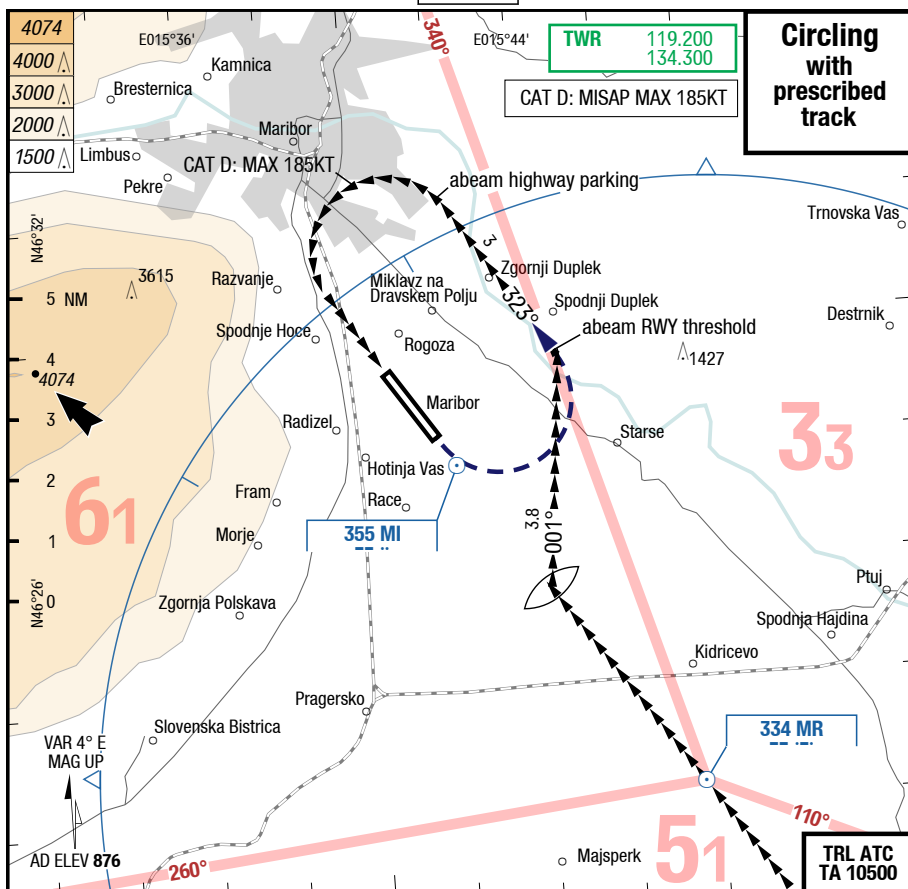 4074
4000
3000
2000
1500
E015°36'
340°
E015°44'
TWR 119.200
134.300
CAT D: MISAP MAX 185KT
Circling
with
prescribed
track
Kamnica
Bresternica
Maribor
Limbus
Pekre
CAT D: MAX 185KT
abeam highway parking
Trnovska Vas
N46°32'
3615
Razvanje
Miklavz na
Dravskem Polju
3
Zgornji Duplek
323°
Spodnji Duplek
Destrnik
5 NM
Spodnje Hoce
Rogoza
abeam RWY threshold
1427
4
4074
3
Maribor
Radizel
Starse
33
2
Hotinja Vas
Fram
Race
61
355 MI
3.8
001°
1
Morje
N46°26'
0
Zgornja Polskava
Ptuj
Spodnja Hajdina
Kidricevo
Pragersko
334 MR
Slovenska Bistrica
VAR 4° E
MAG UP
110°
51
AD ELEV 876
260°
Majsperk
TRL ATC
TA 10500